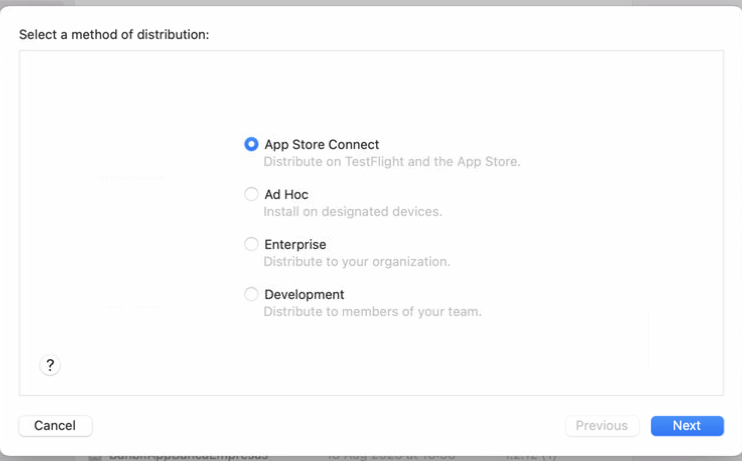 Select a method of distribution:
App Store Connect
Distribute on TestFlight and the App Store.
Ad Hoc
Install on designated devices.
Enterprise
Distribute to your organization.
Development
Distribute to members of your team.
?
Cancel
Previous
Next